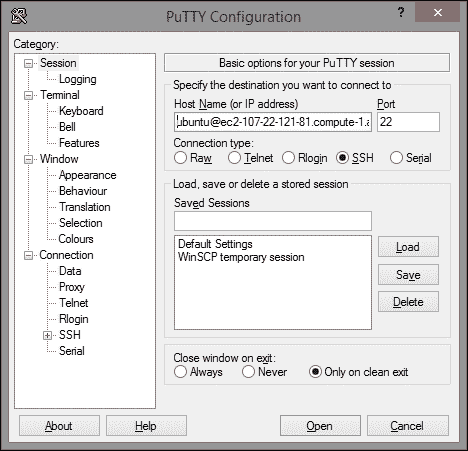 PuTTY Configuration
? x
Category:
Session
Logging
Terminal
Keyboard
Bell
Features
Window
Appearance
Behaviour
Translation
Selection
Colours
Connection
Data
Proxy
Telnet
Rlogin
SSH
Serial
Basic options for your PuTTY session
Specify the destination you want to connect to
Host Name (or IP address) Port
ubuntu@ec2-107-22-121-81.compute-1.a 22
Connection type:
Raw Telnet Rlogin SSH Serial
Load, save or delete a stored session
Saved Sessions
Default Settings
WinSCP temporary session
Load
Save
Delete
Close window on exit:
Always Never Only on clean exit
About Help Open Cancel